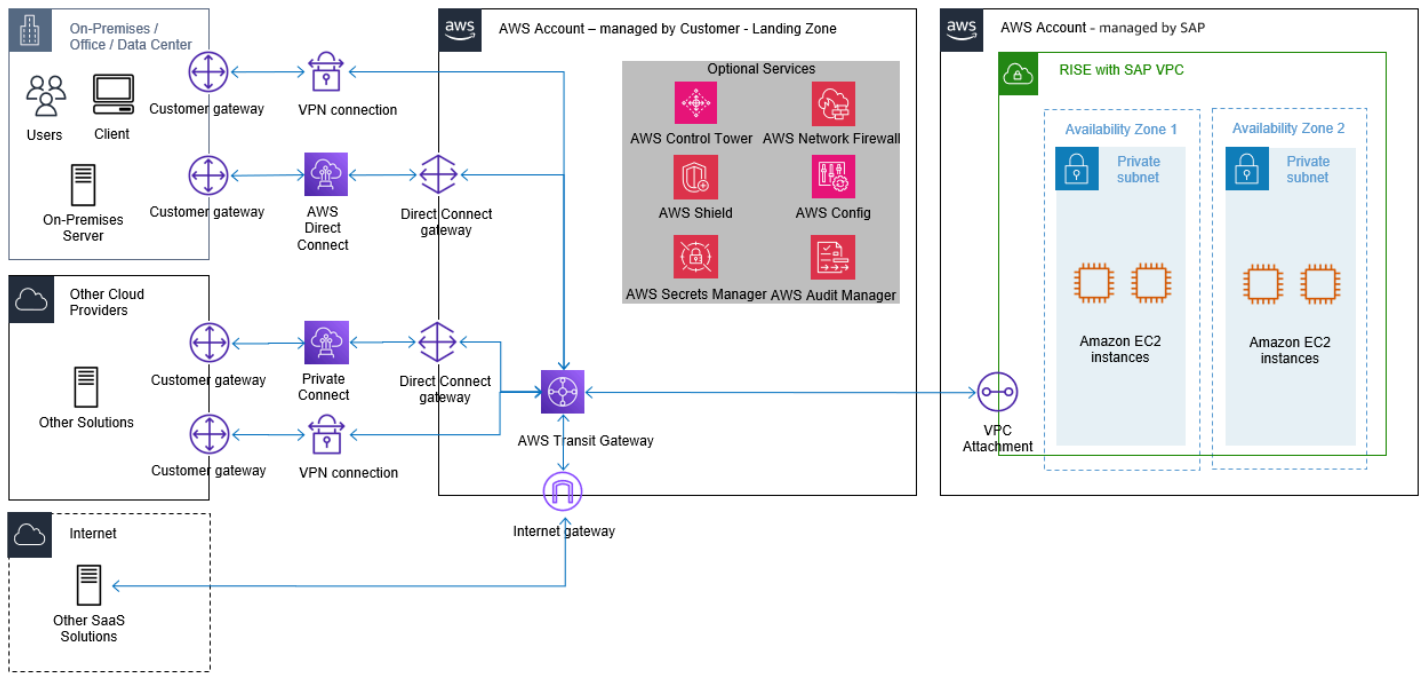 On-Premises /
Office / Data Center
Users
Client
On-Premises
Server
Customer gateway
VPN connection
Customer gateway
AWS
Direct
Connect
Direct Connect
gateway
Other Cloud
Providers
Other Solutions
Customer gateway
Private
Connect
Direct Connect
gateway
Customer gateway
VPN connection
Internet
Other SaaS
Solutions
aws
AWS Account – managed by Customer - Landing Zone
Optional Services
AWS Control Tower
AWS Network Firewall
AWS Shield
AWS Config
AWS Secrets Manager
AWS Audit Manager
AWS Transit Gateway
Internet gateway
aws
AWS Account - managed by SAP
RISE with SAP VPC
Availability Zone 1
Private
subnet
Amazon EC2
instances
Availability Zone 2
Private
subnet
Amazon EC2
instances
VPC
Attachment